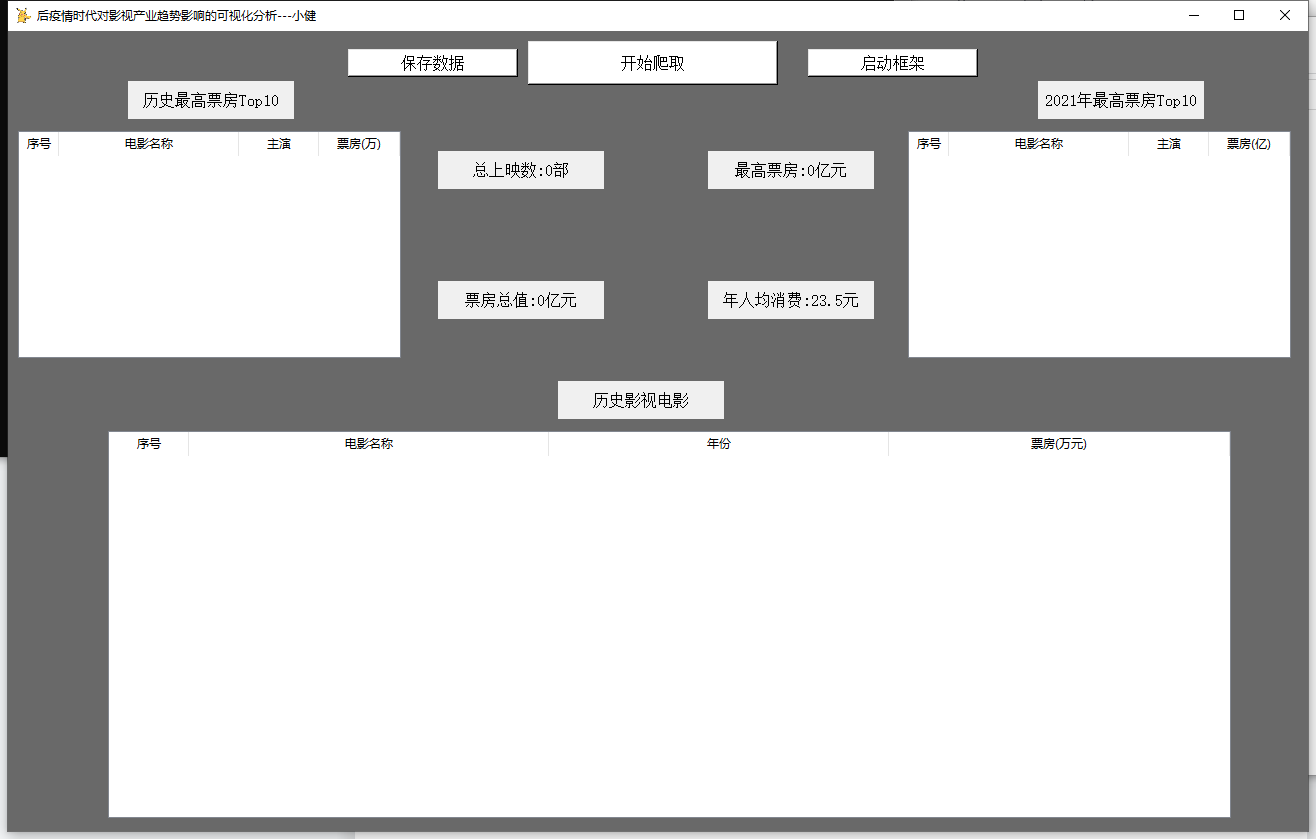 后疫情时代对影视产业趋势影响的可视化分析---小健
保存数据 开始爬取 启动框架
历史最高票房Top10 2021年最高票房Top10
序号 电影名称 主演 票房(万) 序号 电影名称 主演 票房(亿)
总上映数:0部 最高票房:0亿元
票房总值:0亿元 年人均消费:23.5元
历史影视电影
序号 电影名称 年份 票房(万元)